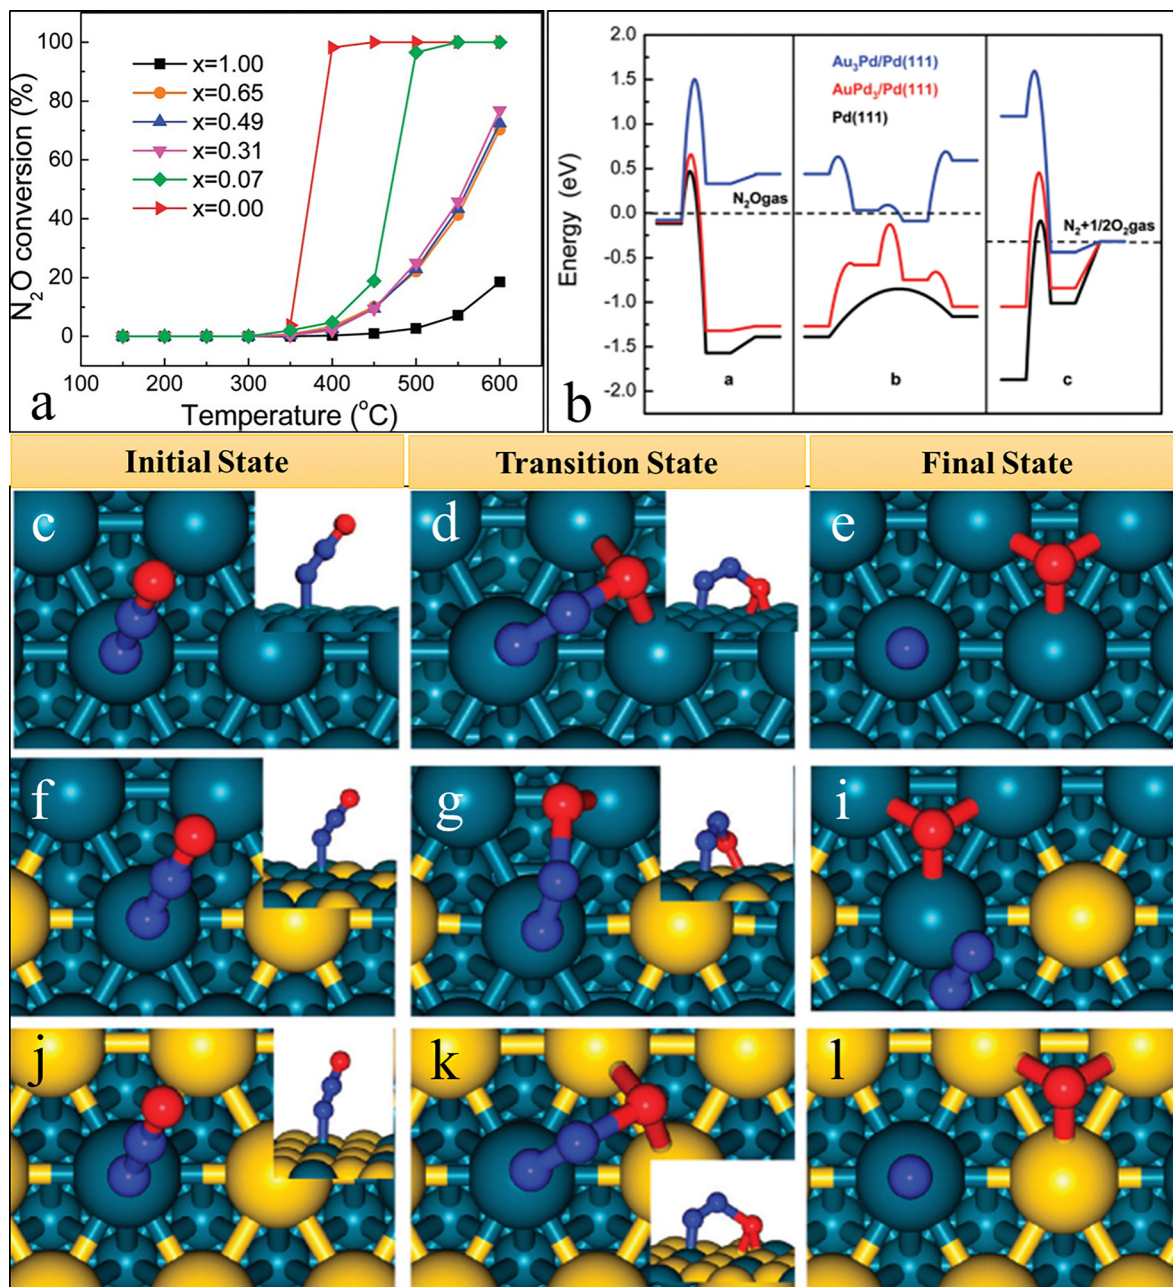 100
80
60
40
20
0
N₂O conversion (%)
x=1.00
x=0.65
x=0.49
x=0.31
x=0.07
x=0.00
100 200 300 400 500 600
Temperature (°C)
a
2.0
1.5
1.0
0.5
0.0
-0.5
-1.0
-1.5
-2.0
Energy (eV)
Au₃Pd/Pd(111)
AuPd₃/Pd(111)
Pd(111)
N₂Ogas
N₂+1/2O₂gas
a b c
b
Initial State Transition State Final State
c d e
f g i
j k l